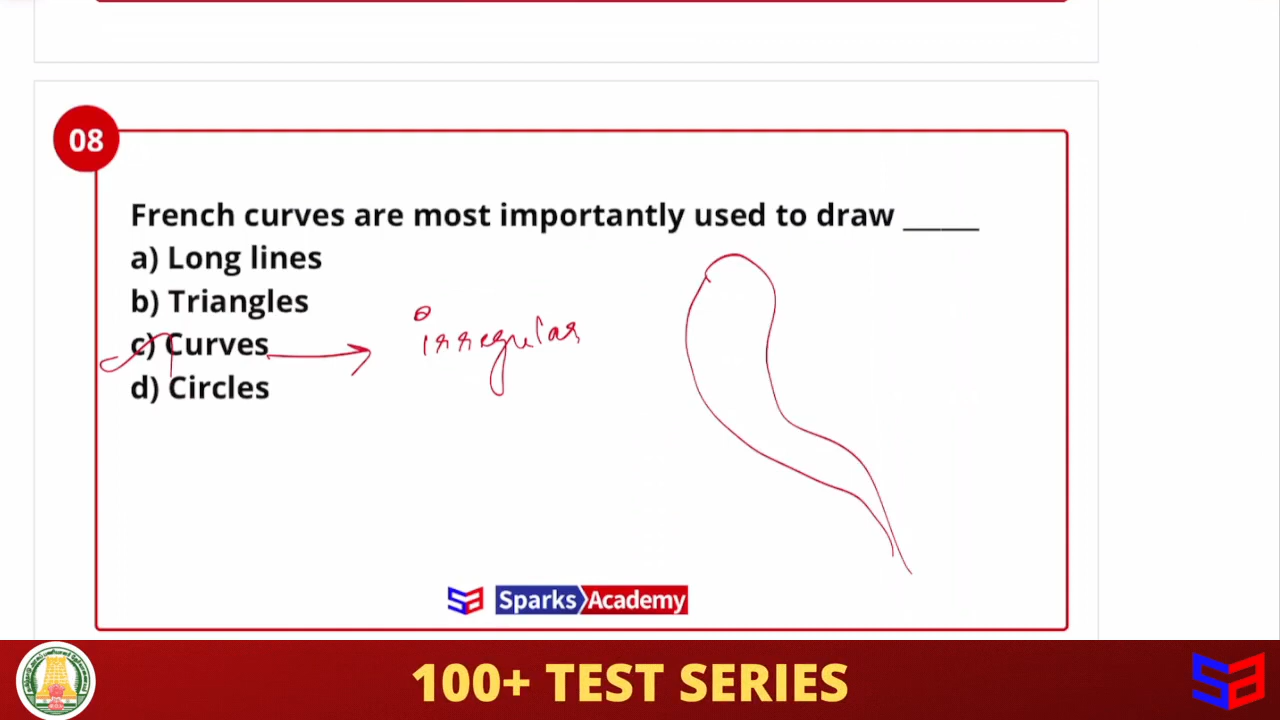 08
French curves are most importantly used to draw ______
a) Long lines
b) Triangles
c) Curves
irregular
d) Circles
Sparks Academy
100+ TEST SERIES